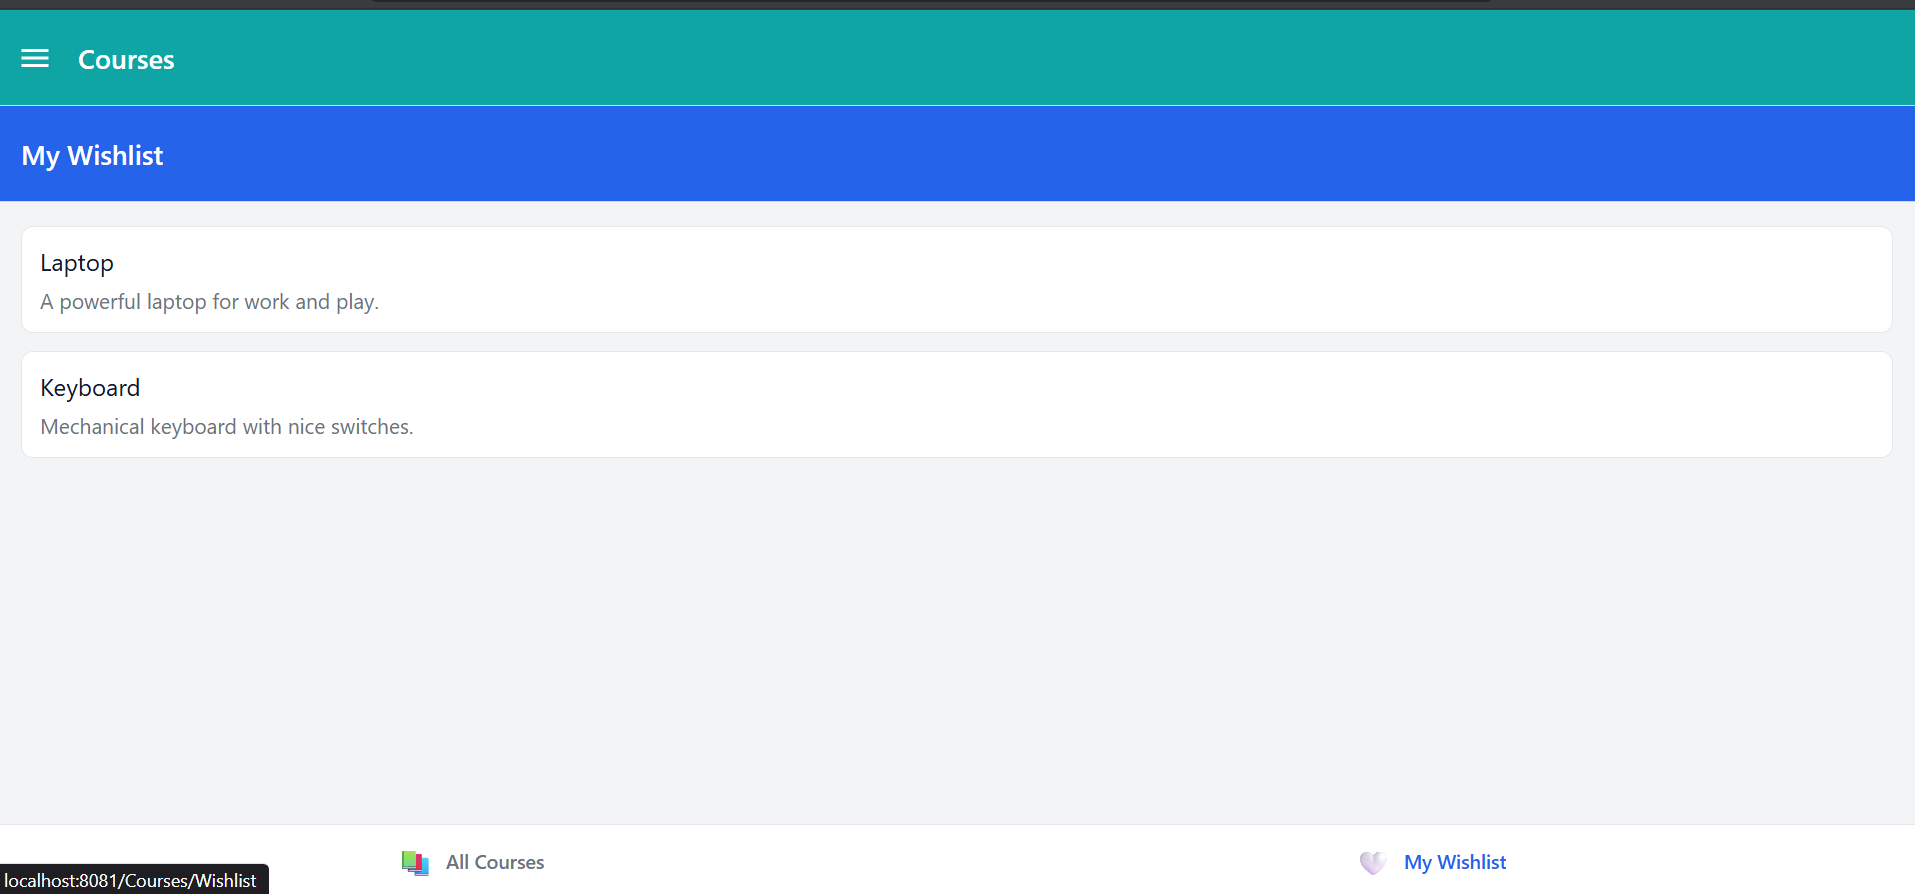 Courses
My Wishlist
Laptop
A powerful laptop for work and play.
Keyboard
Mechanical keyboard with nice switches.
All Courses
My Wishlist
localhost:8081/Courses/Wishlist